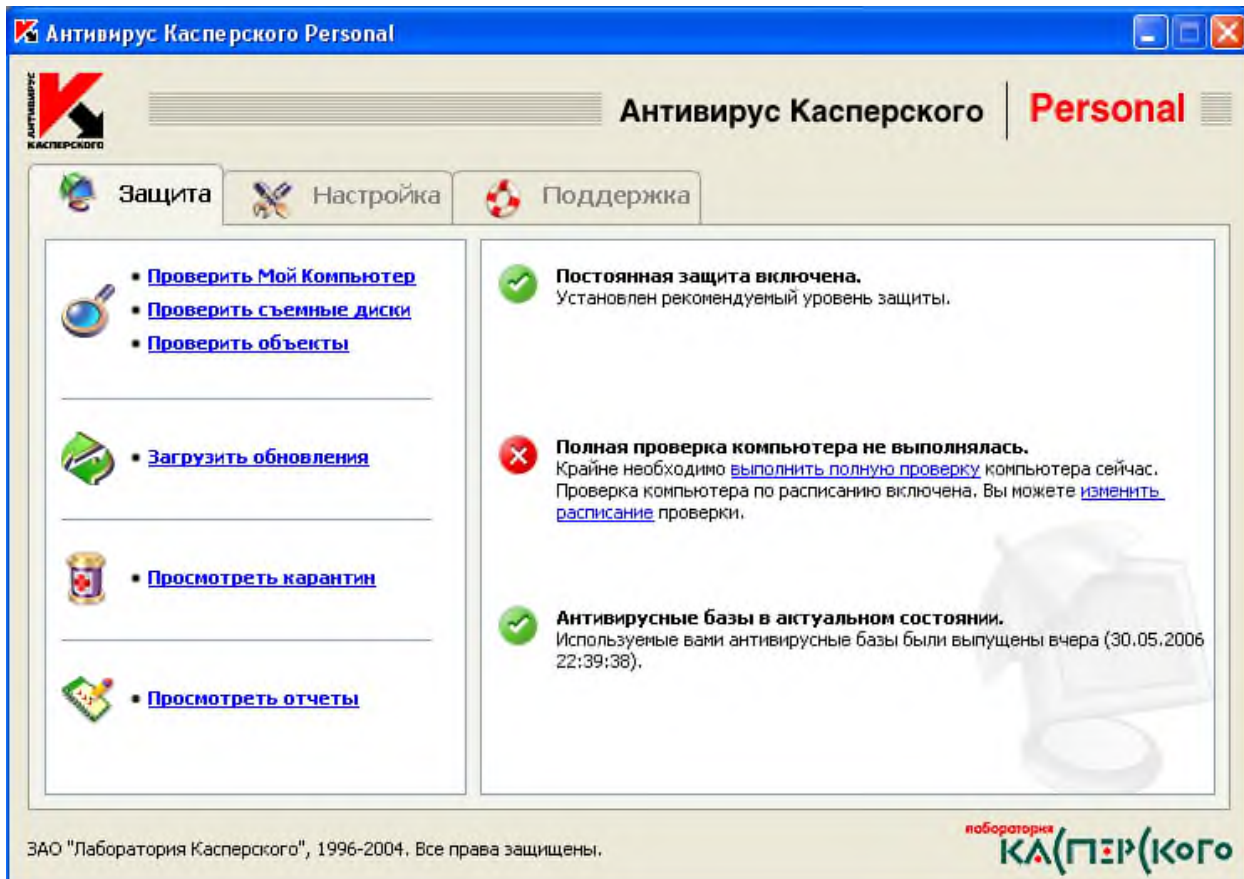 Антивирус Касперского Personal
АНТИВИРУС
КАСПЕРСКОГО
Антивирус Касперского Personal
Защита
Настройка
Поддержка
• Проверить Мой Компьютер
• Проверить съемные диски
• Проверить объекты
• Загрузить обновления
• Просмотреть карантин
• Просмотреть отчеты
Постоянная защита включена.
Установлен рекомендуемый уровень защиты.
Полная проверка компьютера не выполнялась.
Крайне необходимо выполнить полную проверку компьютера сейчас.
Проверка компьютера по расписанию включена. Вы можете изменить
расписание проверки.
Антивирусные базы в актуальном состоянии.
Используемые вами антивирусные базы были выпущены вчера (30.05.2006
22:39:38).
ЗАО "Лаборатория Касперского", 1996-2004. Все права защищены.
лаборатория
КАСПЕРСКОГО